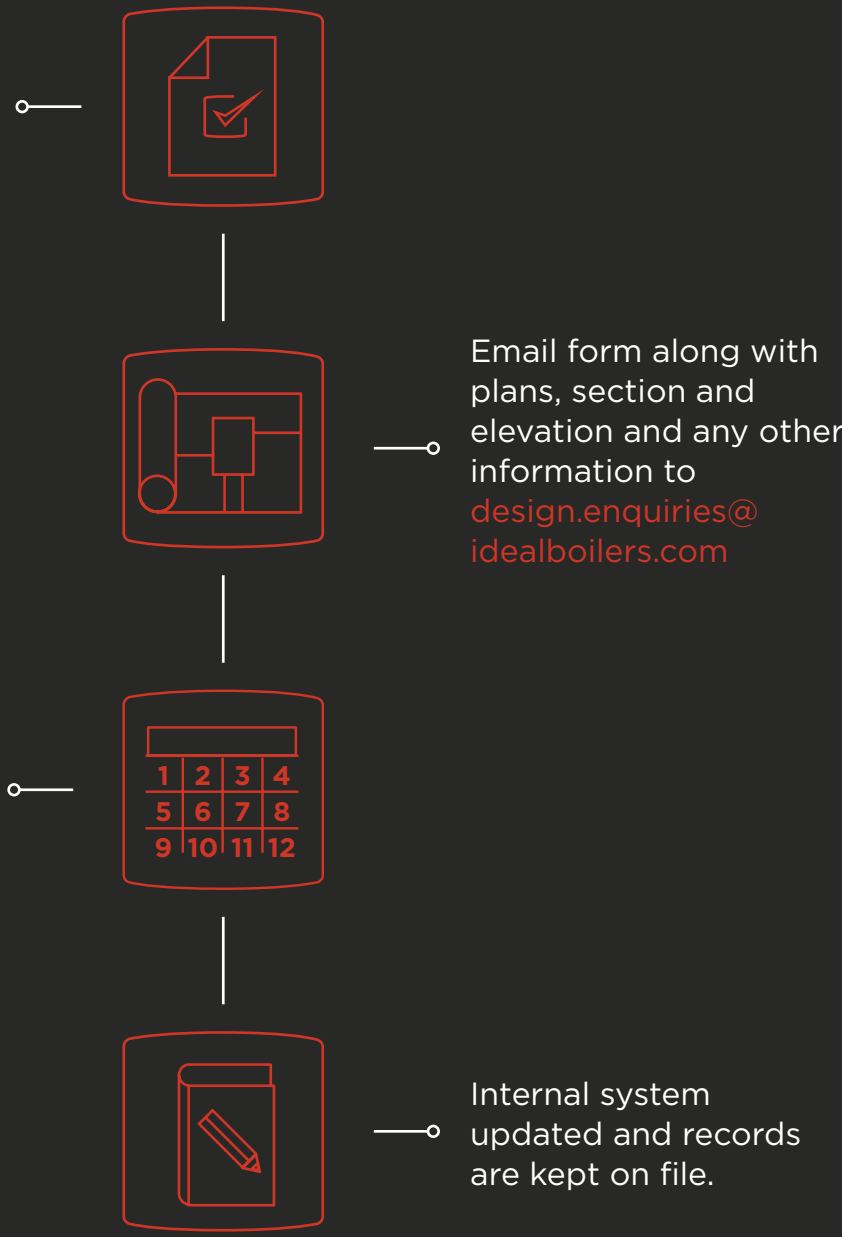 Email form along with
plans, section and
elevation and any other
information to
design.enquiries@
idealboilers.com
1 2 3 4
5 6 7 8
9 10 11 12
Internal system
updated and records
are kept on file.